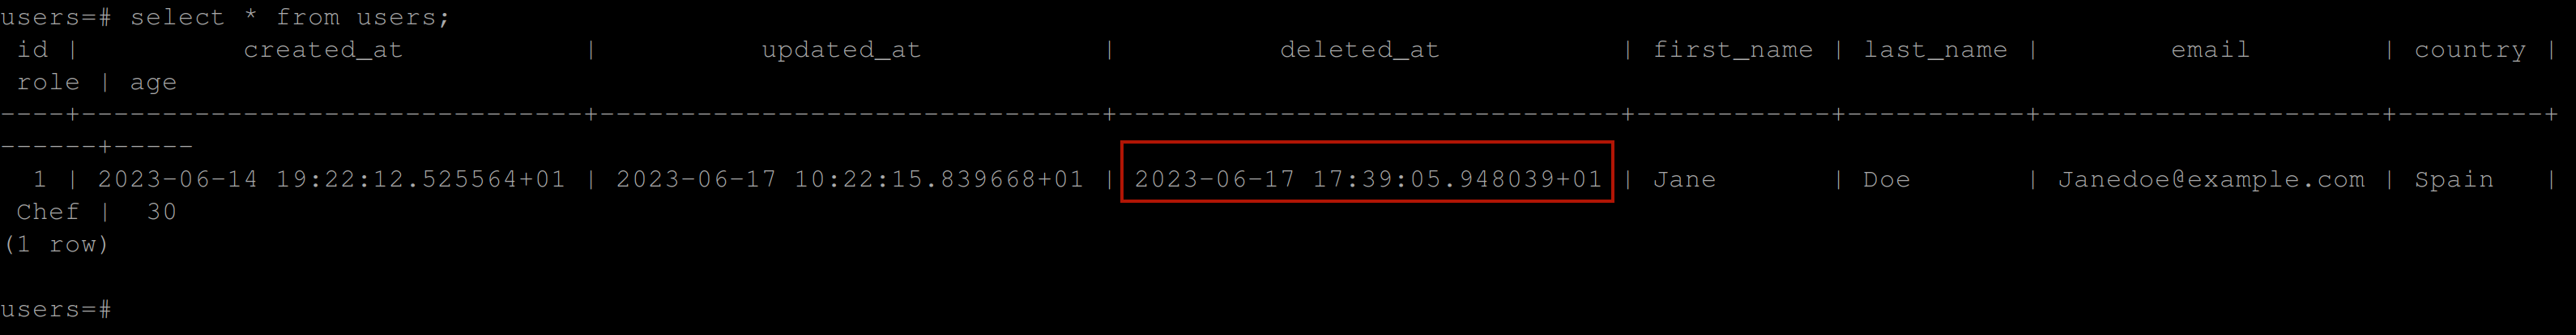 users=# select * from users;
 id |          created_at           |          updated_at           |          deleted_at           | first_name | last_name |        email        | country |
 role | age
----+-------------------------------+-------------------------------+-------------------------------+------------+-----------+---------------------+---------+
------+-----
  1 | 2023-06-14 19:22:12.525564+01 | 2023-06-17 10:22:15.839668+01 | 2023-06-17 17:39:05.948039+01 | Jane       | Doe       | Janedoe@example.com | Spain   |
 Chef |  30
(1 row)
users=#